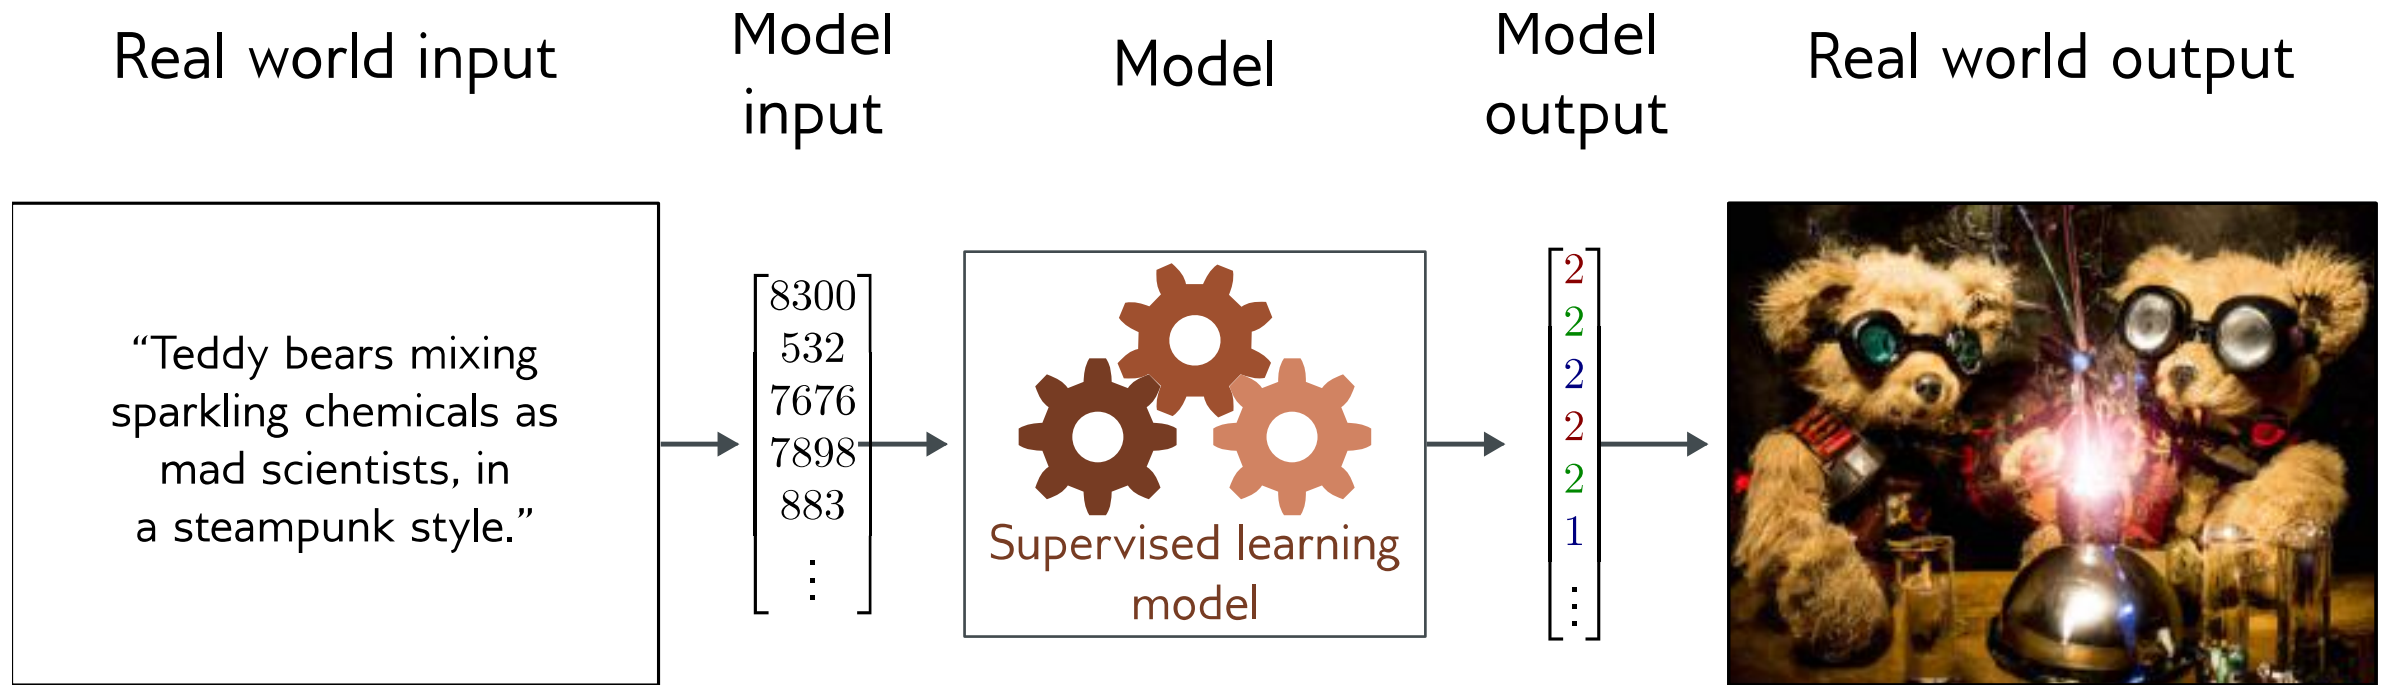 Real world input
Model
input
Model
Model
output
Real world output
“Teddy bears mixing
sparkling chemicals as
mad scientists, in
a steampunk style.”
8300
532
7676
7898
883
⋮
Supervised learning
model
2
2
2
2
2
1
⋮